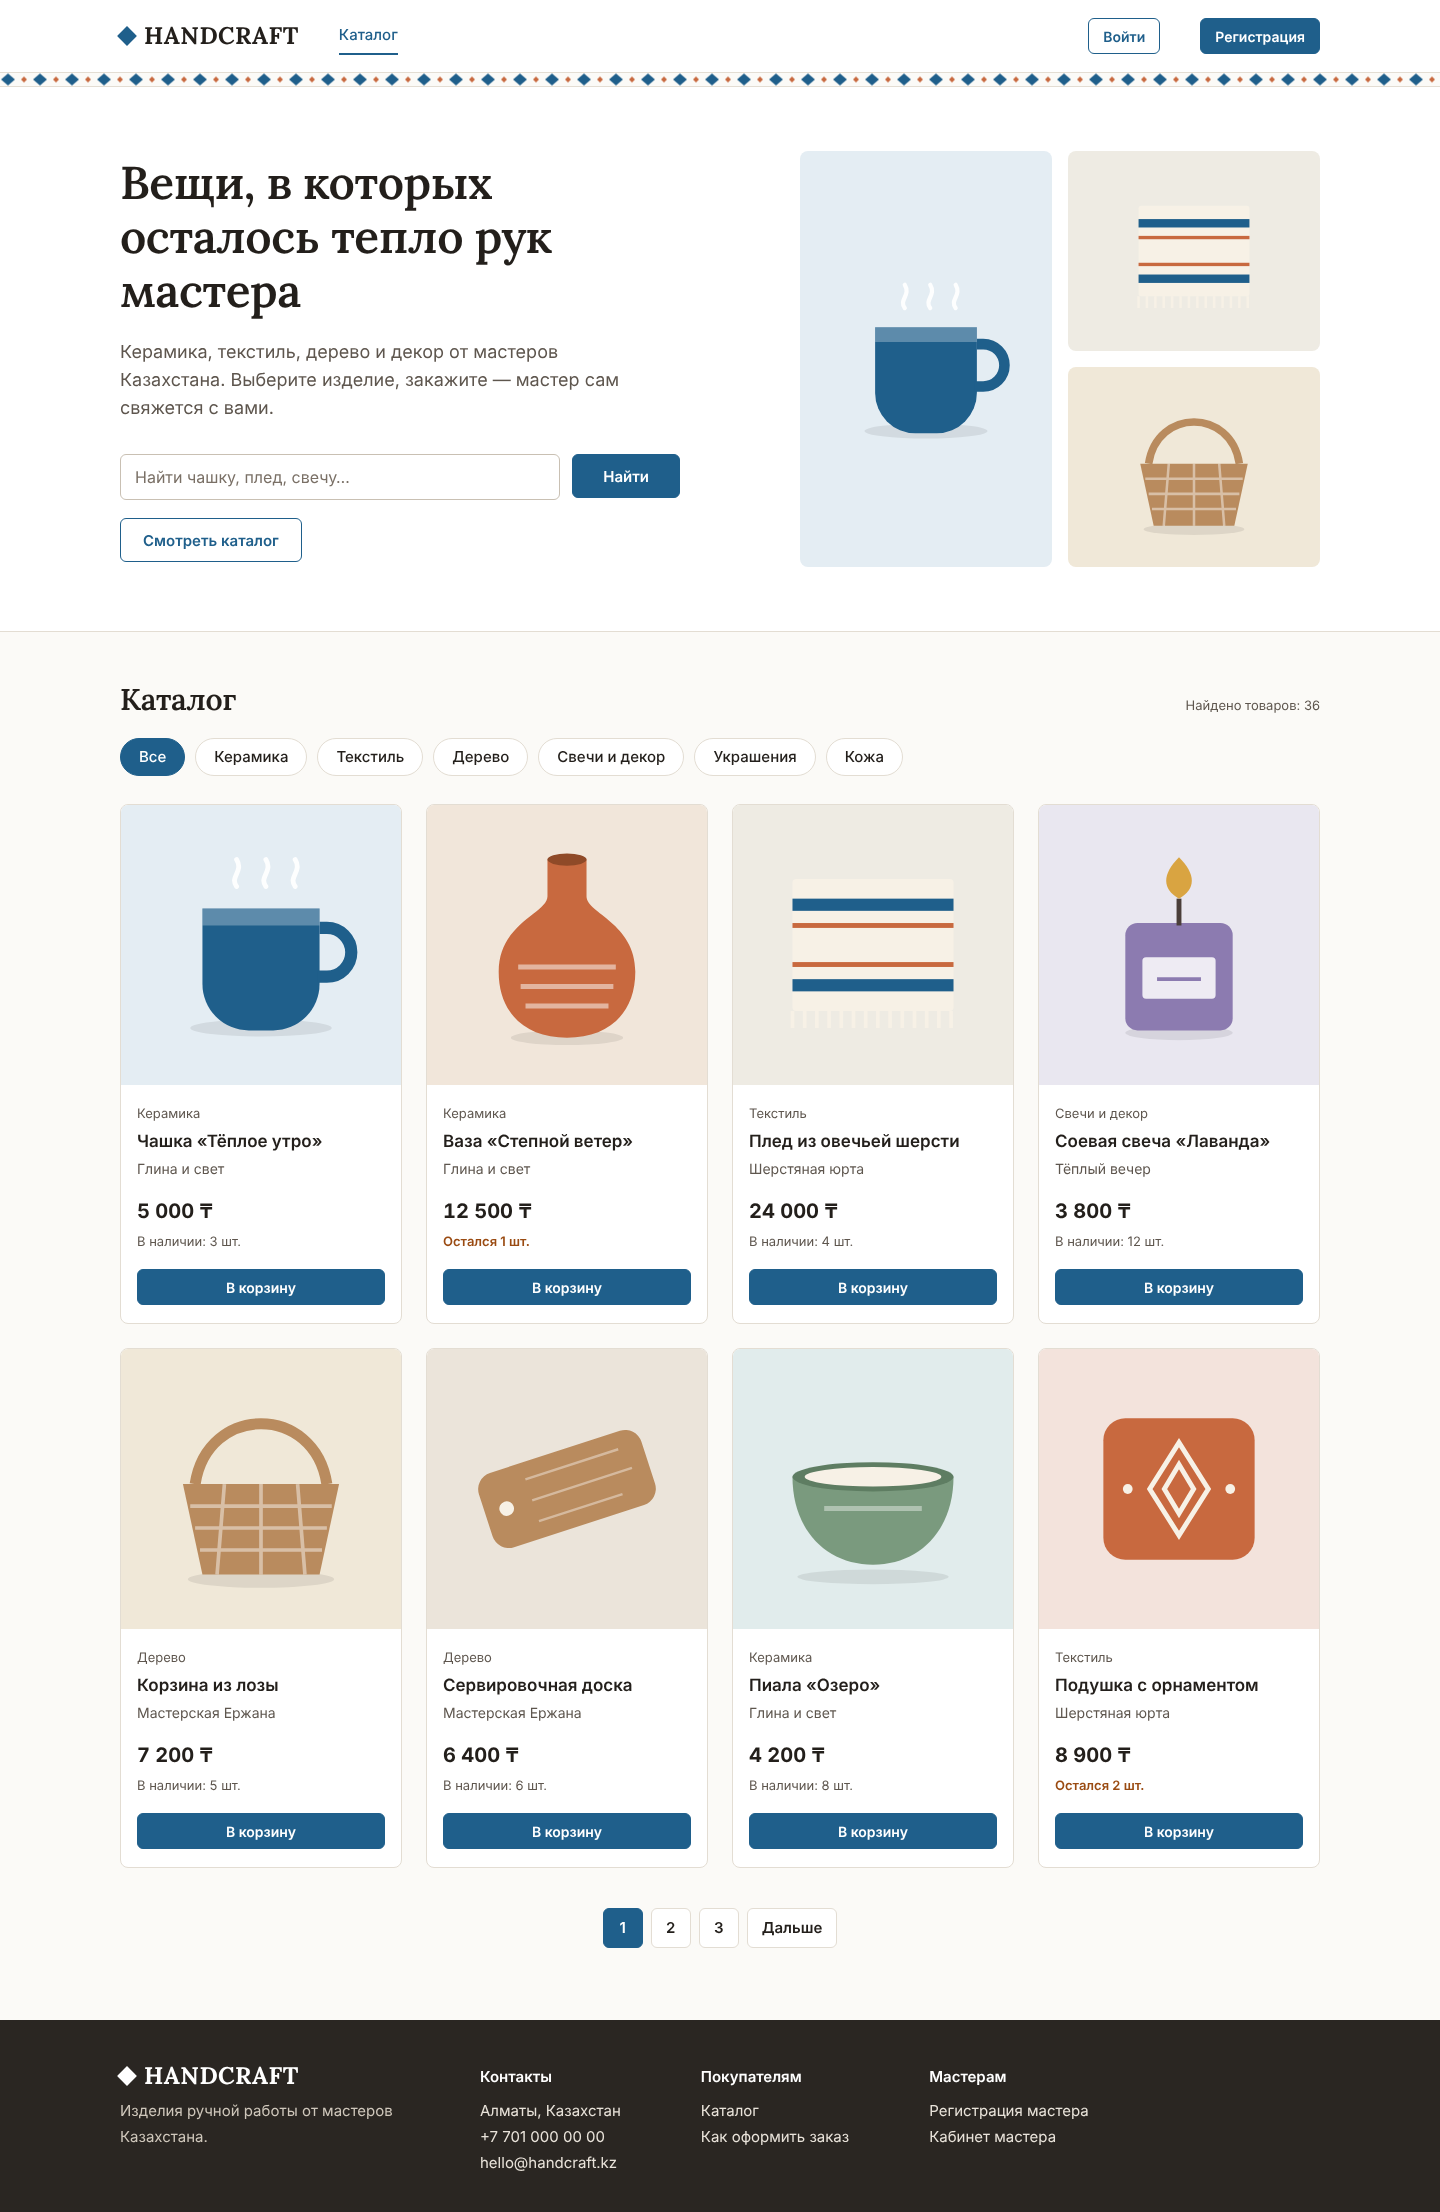 HANDCRAFT
Каталог
Войти
Регистрация
Вещи, в которых
осталось тепло рук
мастера
Керамика, текстиль, дерево и декор от мастеров
Казахстана. Выберите изделие, закажите — мастер сам
свяжется с вами.
Найти чашку, плед, свечу...
Найти
Смотреть каталог
Каталог
Найдено товаров: 36
Все
Керамика
Текстиль
Дерево
Свечи и декор
Украшения
Кожа
Керамика
Чашка «Тёплое утро»
Глина и свет
5 000 ₸
В наличии: 3 шт.
В корзину
Керамика
Ваза «Степной ветер»
Глина и свет
12 500 ₸
Остался 1 шт.
В корзину
Текстиль
Плед из овечьей шерсти
Шерстяная юрта
24 000 ₸
В наличии: 4 шт.
В корзину
Свечи и декор
Соевая свеча «Лаванда»
Тёплый вечер
3 800 ₸
В наличии: 12 шт.
В корзину
Дерево
Корзина из лозы
Мастерская Ержана
7 200 ₸
В наличии: 5 шт.
В корзину
Дерево
Сервировочная доска
Мастерская Ержана
6 400 ₸
В наличии: 6 шт.
В корзину
Керамика
Пиала «Озеро»
Глина и свет
4 200 ₸
В наличии: 8 шт.
В корзину
Текстиль
Подушка с орнаментом
Шерстяная юрта
8 900 ₸
Остался 2 шт.
В корзину
1
2
3
Дальше
HANDCRAFT
Изделия ручной работы от мастеров
Казахстана.
Контакты
Алматы, Казахстан
+7 701 000 00 00
hello@handcraft.kz
Покупателям
Каталог
Как оформить заказ
Мастерам
Регистрация мастера
Кабинет мастера